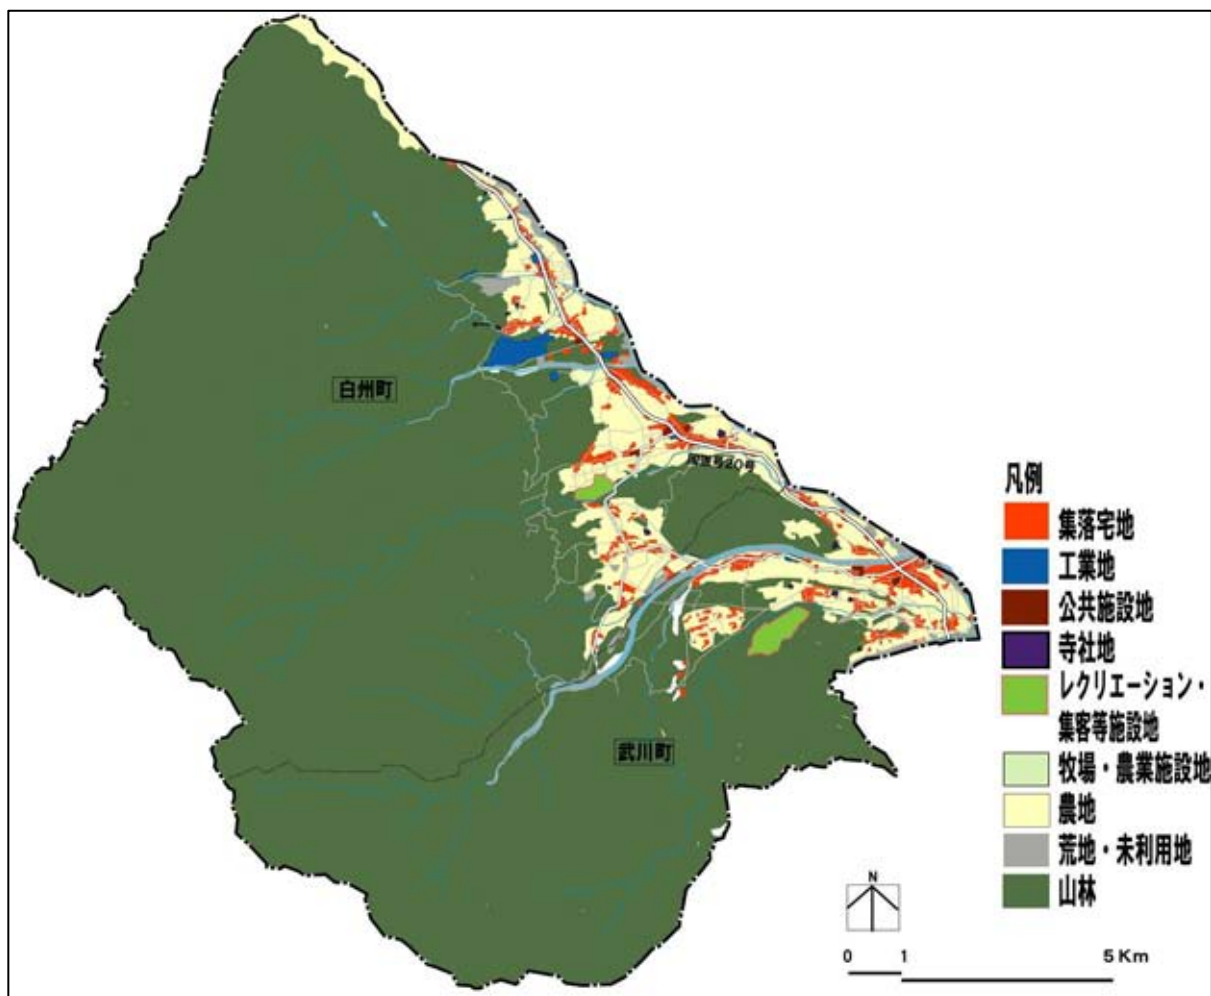 白州町
国道号20号
武川町
凡例
集落宅地
工業地
公共施設地
寺社地
レクリエーション・
集客等施設地
牧場・農業施設地
農地
荒地・未利用地
山林
N
0 1 5 Km